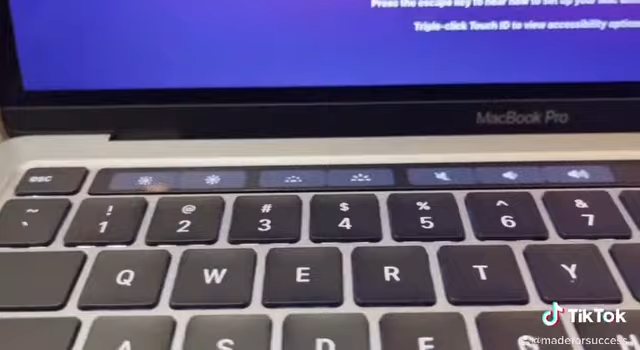 Press the escape key to hear how to set up your Mac
Triple-click Touch ID to view accessibility options
MacBook Pro
esc
~ ! @ # $ % ^ &
` 1 2 3 4 5 6 7
Q W E R T Y
A S D F G H
TikTok
@madeforsuccess